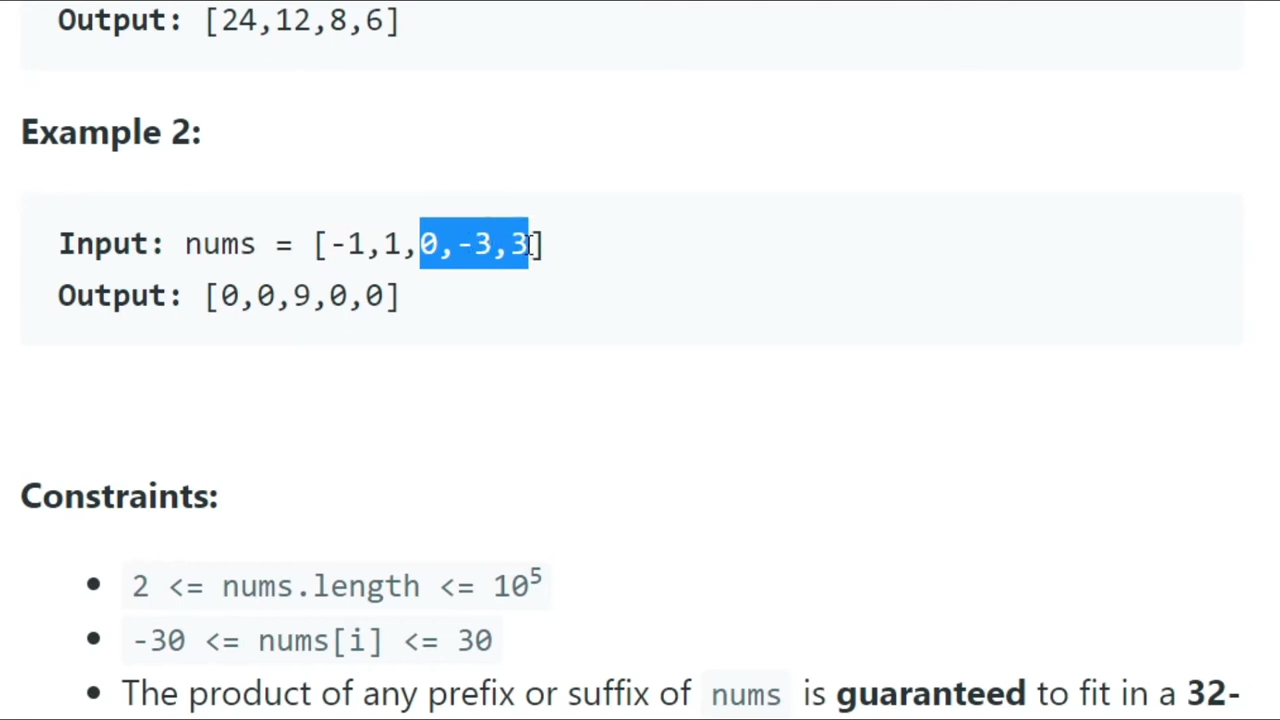 Output: [24,12,8,6]
Example 2:
Input: nums = [-1,1,0,-3,3]
Output: [0,0,9,0,0]
Constraints:
• 2 <= nums.length <= 10⁵
• -30 <= nums[i] <= 30
• The product of any prefix or suffix of nums is guaranteed to fit in a 32-